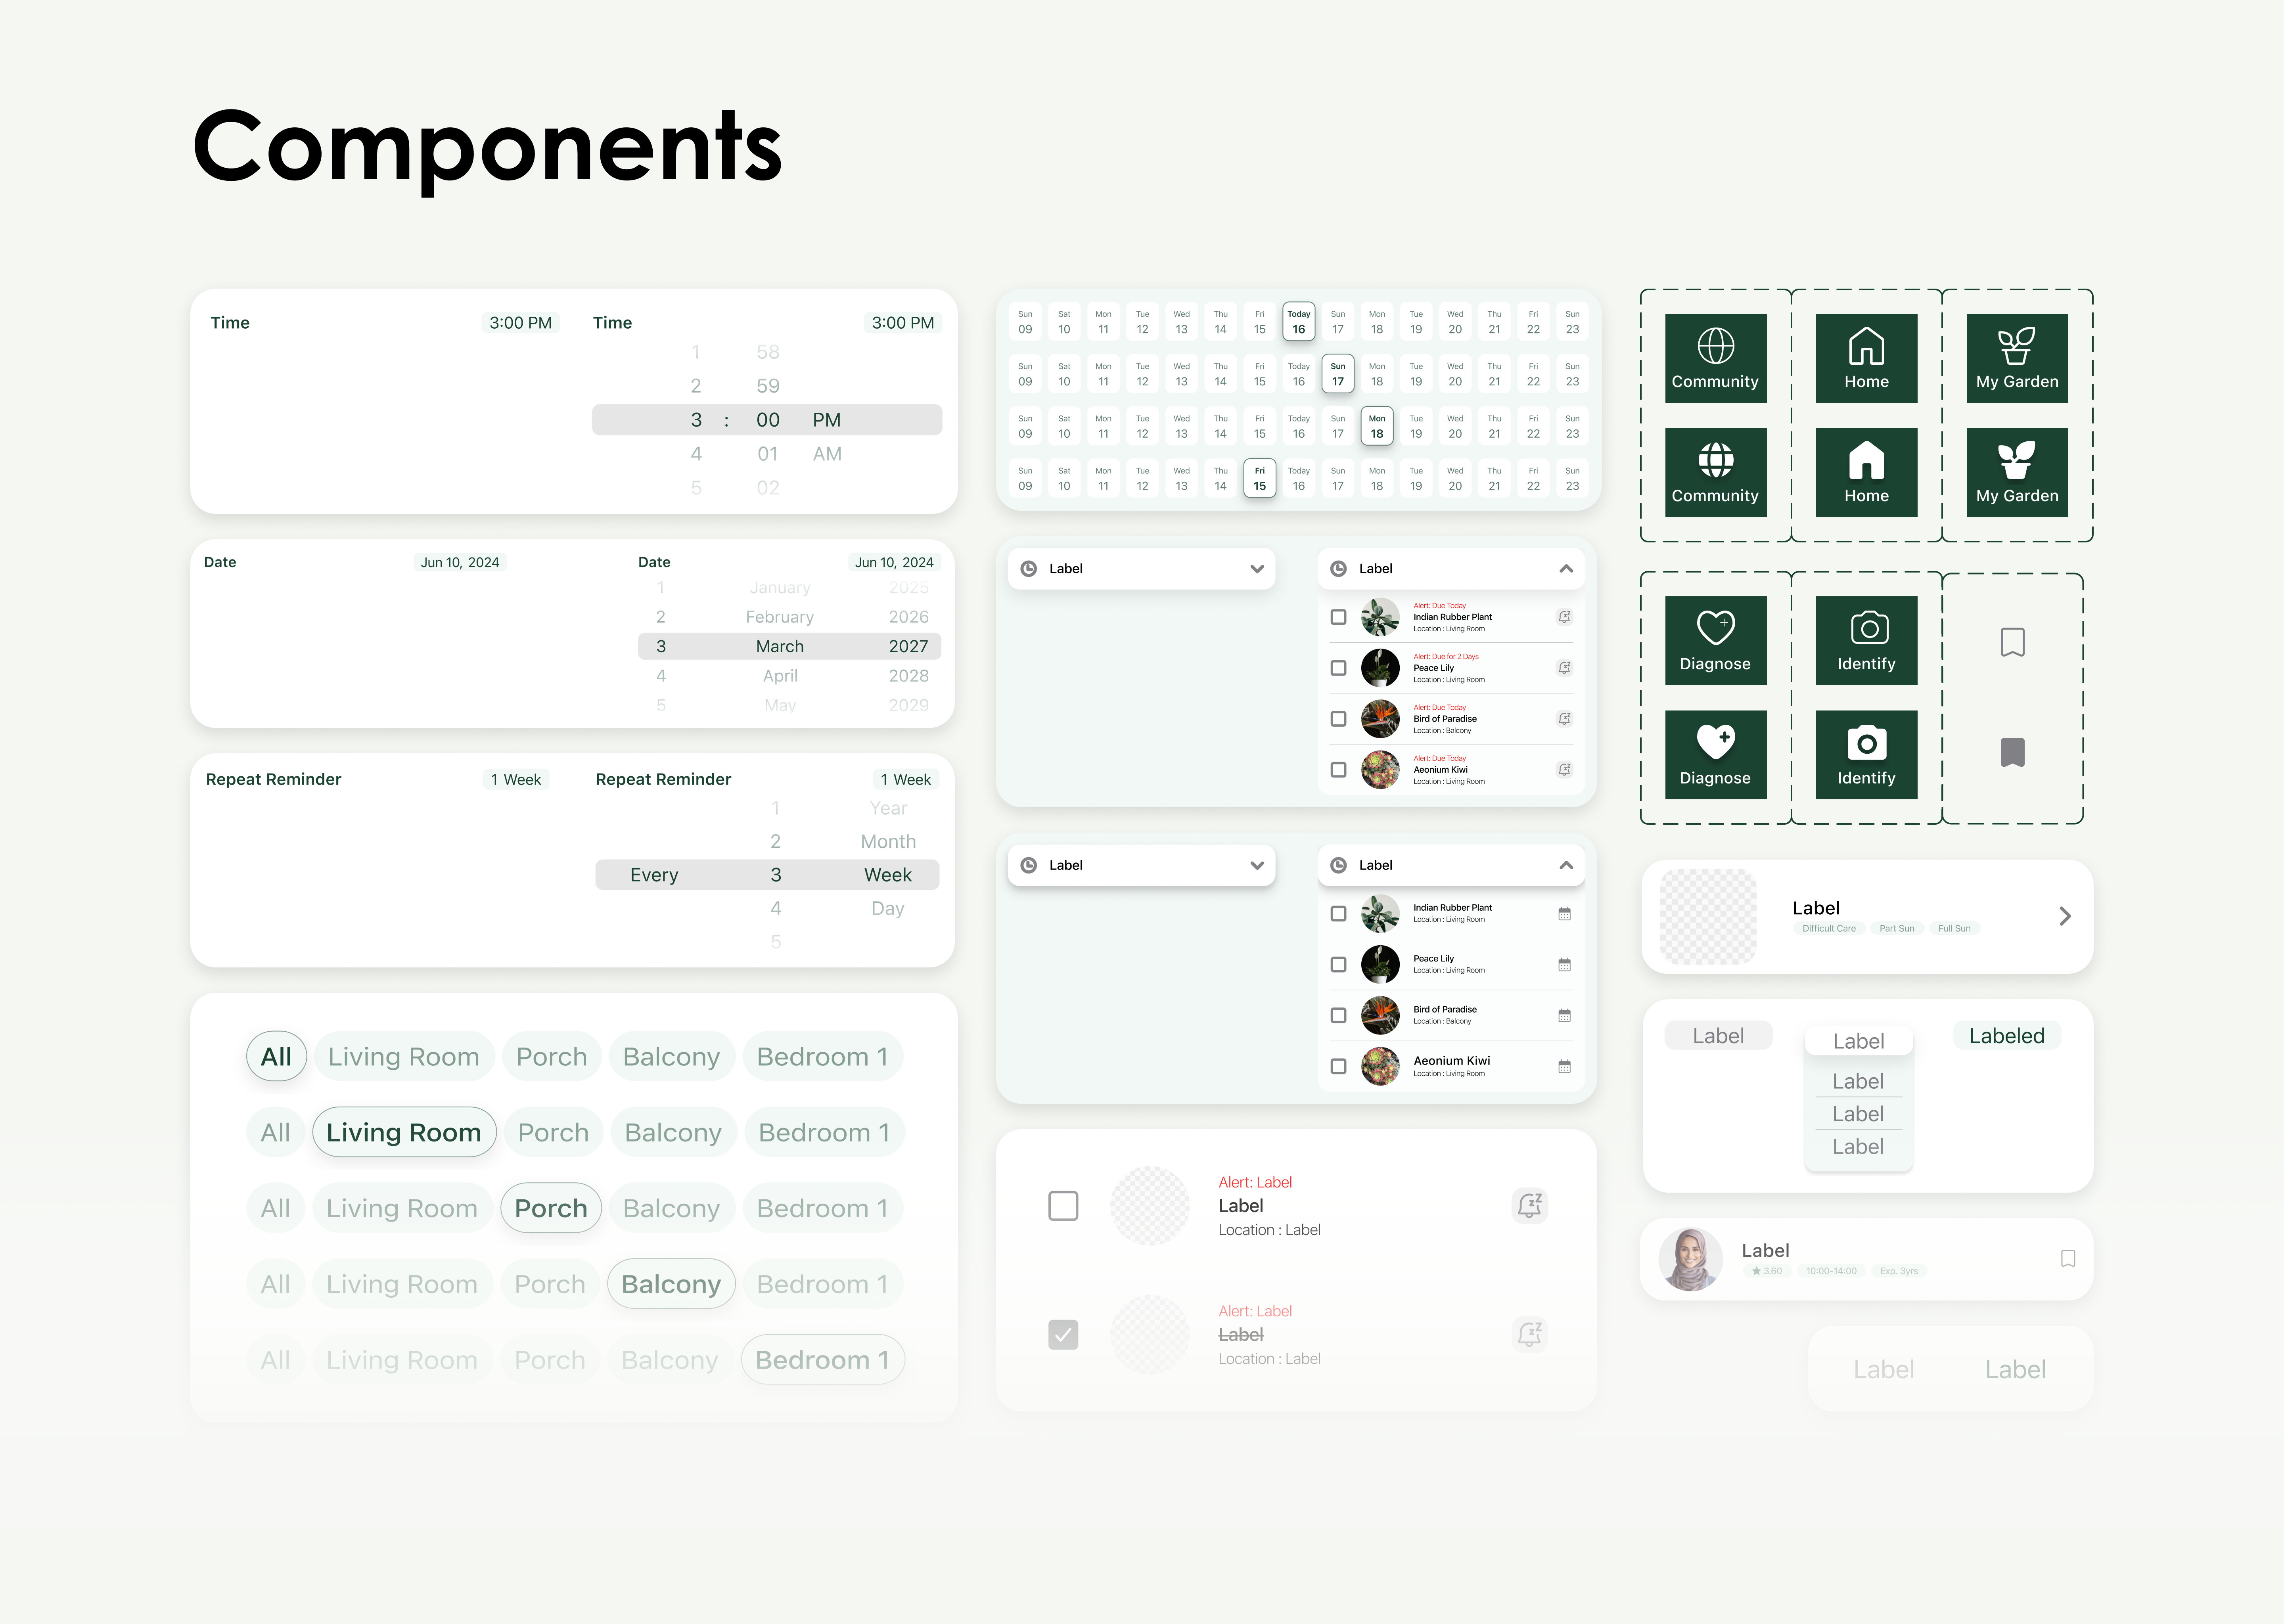 Components
Time 3:00 PM
Time 3:00 PM
1 58
2 59
3 : 00 PM
4 01 AM
5 02
Date Jun 10, 2024
Date Jun 10, 2024
1 January 2025
2 February 2026
3 March 2027
4 April 2028
5 May 2029
Repeat Reminder 1 Week
Repeat Reminder 1 Week
1 Year
2 Month
Every 3 Week
4 Day
5
All Living Room Porch Balcony Bedroom 1
All Living Room Porch Balcony Bedroom 1
All Living Room Porch Balcony Bedroom 1
All Living Room Porch Balcony Bedroom 1
All Living Room Porch Balcony Bedroom 1
Sun Sat Mon Tue Wed Thu Fri Today Sun Mon Tue Wed Thu Fri Sun
09 10 11 12 13 14 15 16 17 18 19 20 21 22 23
Sun Sat Mon Tue Wed Thu Fri Today Sun Mon Tue Wed Thu Fri Sun
09 10 11 12 13 14 15 16 17 18 19 20 21 22 23
Sun Sat Mon Tue Wed Thu Fri Today Sun Mon Tue Wed Thu Fri Sun
09 10 11 12 13 14 15 16 17 18 19 20 21 22 23
Sun Sat Mon Tue Wed Thu Fri Today Sun Mon Tue Wed Thu Fri Sun
09 10 11 12 13 14 15 16 17 18 19 20 21 22 23
Label
Label
Alert: Due Today
Indian Rubber Plant
Location : Living Room
Alert: Due for 2 Days
Peace Lily
Location : Living Room
Alert: Due Today
Bird of Paradise
Location : Balcony
Alert: Due Today
Aeonium Kiwi
Location : Living Room
Label
Label
Indian Rubber Plant
Location : Living Room
Peace Lily
Location : Living Room
Bird of Paradise
Location : Balcony
Aeonium Kiwi
Location : Living Room
Alert: Label
Label
Location : Label
Alert: Label
Label
Location : Label
Community Home My Garden
Community Home My Garden
Diagnose Identify
Diagnose Identify
Label
Difficult Care Part Sun Full Sun
Label
Label
Label
Label
Label
Labeled
Label
3.60 10:00-14:00 Exp. 3yrs
Label Label